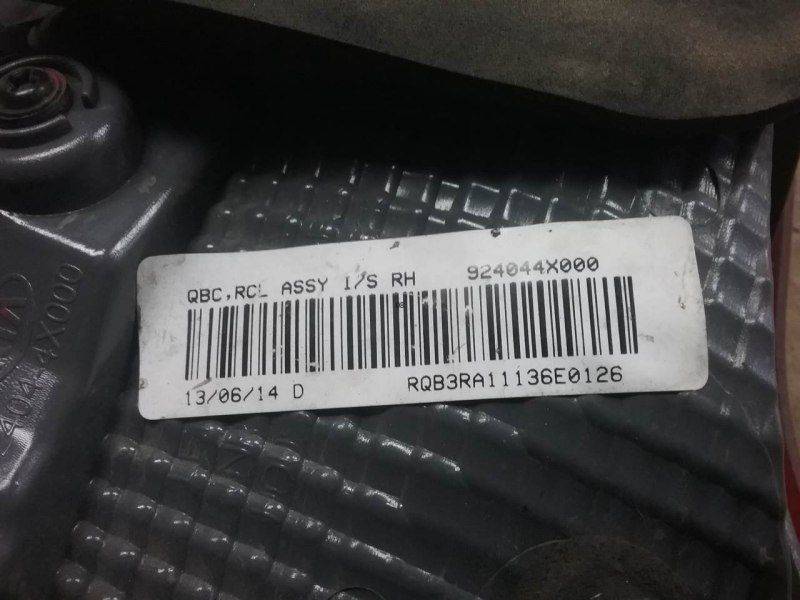 QBC,RCL ASSY I/S RH 924044X000
13/06/14 D RQB3RA11136E0126